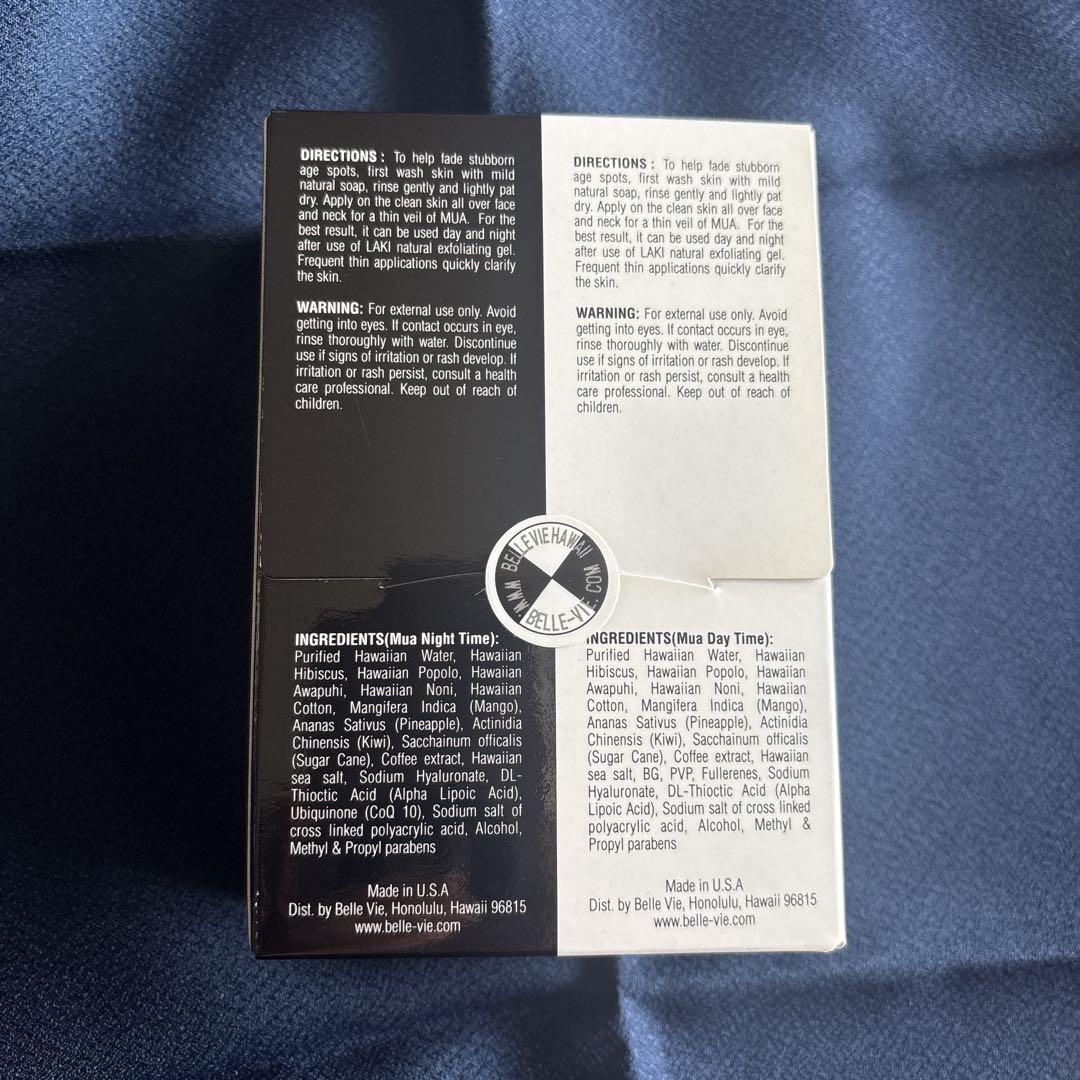 DIRECTIONS : To help fade stubborn
age spots, first wash skin with mild
natural soap, rinse gently and lightly pat
dry. Apply on the clean skin all over face
and neck for a thin veil of MUA. For the
best result, it can be used day and night
after use of LAKI natural exfoliating gel.
Frequent thin applications quickly clarify
the skin.
WARNING: For external use only. Avoid
getting into eyes. If contact occurs in eye,
rinse thoroughly with water. Discontinue
use if signs of irritation or rash develop. If
irritation or rash persist, consult a health
care professional. Keep out of reach of
children.
DIRECTIONS : To help fade stubborn
age spots, first wash skin with mild
natural soap, rinse gently and lightly pat
dry. Apply on the clean skin all over face
and neck for a thin veil of MUA. For the
best result, it can be used day and night
after use of LAKI natural exfoliating gel.
Frequent thin applications quickly clarify
the skin.
WARNING: For external use only. Avoid
getting into eyes. If contact occurs in eye,
rinse thoroughly with water. Discontinue
use if signs of irritation or rash develop. If
irritation or rash persist, consult a health
care professional. Keep out of reach of
children.
BELLEVIEHAWAII
WWW. BELLE-VIE.COM
INGREDIENTS(Mua Night Time):
Purified Hawaiian Water, Hawaiian
Hibiscus, Hawaiian Popolo, Hawaiian
Awapuhi, Hawaiian Noni, Hawaiian
Cotton, Mangifera Indica (Mango),
Ananas Sativus (Pineapple), Actinidia
Chinensis (Kiwi), Sacchainum officalis
(Sugar Cane), Coffee extract, Hawaiian
sea salt, Sodium Hyaluronate, DL-
Thioctic Acid (Alpha Lipoic Acid),
Ubiquinone (CoQ 10), Sodium salt of
cross linked polyacrylic acid, Alcohol,
Methyl & Propyl parabens
Made in U.S.A
Dist. by Belle Vie, Honolulu, Hawaii 96815
www.belle-vie.com
INGREDIENTS(Mua Day Time):
Purified Hawaiian Water, Hawaiian
Hibiscus, Hawaiian Popolo, Hawaiian
Awapuhi, Hawaiian Noni, Hawaiian
Cotton, Mangifera Indica (Mango),
Ananas Sativus (Pineapple), Actinidia
Chinensis (Kiwi), Sacchainum officalis
(Sugar Cane), Coffee extract, Hawaiian
sea salt, BG, PVP, Fullerenes, Sodium
Hyaluronate, DL-Thioctic Acid (Alpha
Lipoic Acid), Sodium salt of cross linked
polyacrylic acid, Alcohol, Methyl &
Propyl parabens
Made in U.S.A
Dist. by Belle Vie, Honolulu, Hawaii 96815
www.belle-vie.com